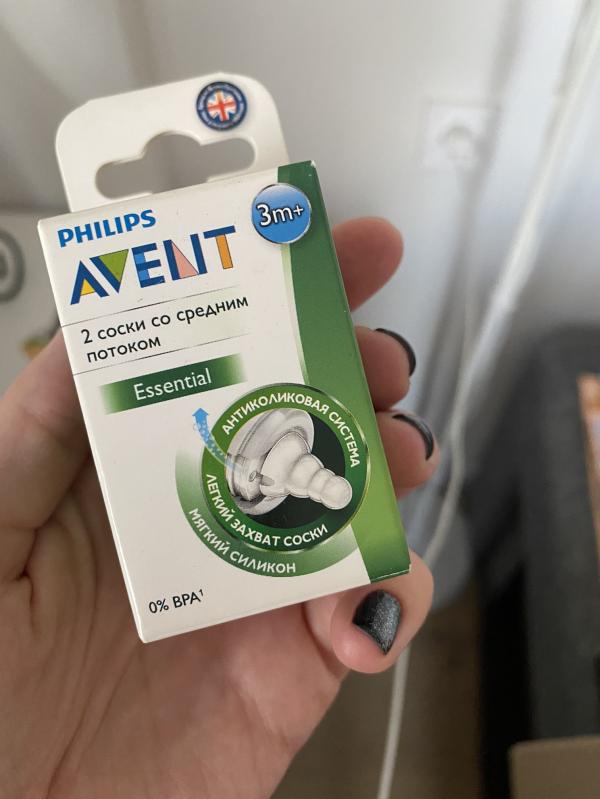 PHILIPS
AVENT
3m+
2 соски со средним
потоком
Essential
АНТИКОЛИКОВАЯ СИСТЕМА
ЛЕГКИЙ ЗАХВАТ СОСКИ
МЯГКИЙ СИЛИКОН
0% BPA¹